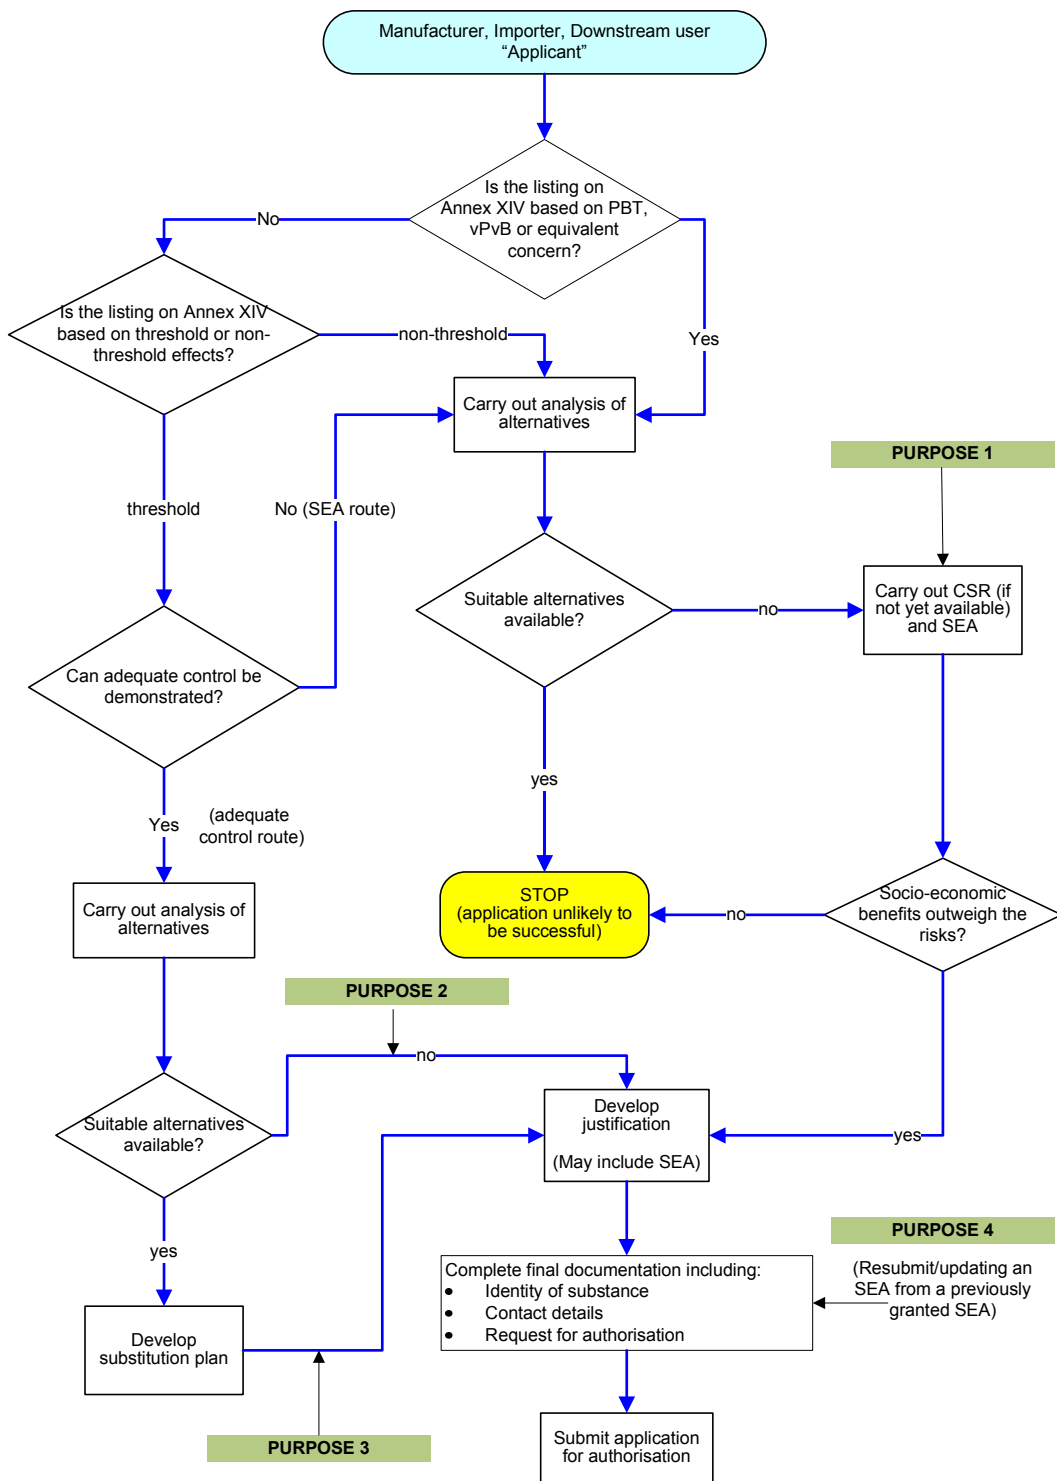 Manufacturer, Importer, Downstream user
“Applicant”
Is the listing on
Annex XIV based on PBT,
vPvB or equivalent
concern?
No
Is the listing on Annex XIV
based on threshold or non-
threshold effects?
non-threshold
Yes
Carry out analysis of
alternatives
PURPOSE 1
threshold
No (SEA route)
Carry out CSR (if
not yet available)
and SEA
Suitable alternatives
available?
no
Can adequate control be
demonstrated?
yes
Yes
(adequate
control route)
Carry out analysis of
alternatives
STOP
(application unlikely to
be successful)
no
Socio-economic
benefits outweigh the
risks?
PURPOSE 2
no
Suitable alternatives
available?
Develop
justification
(May include SEA)
yes
yes
PURPOSE 4
(Resubmit/updating an
SEA from a previously
granted SEA)
Complete final documentation including:
• Identity of substance
• Contact details
• Request for authorisation
Develop
substitution plan
PURPOSE 3
Submit application
for authorisation